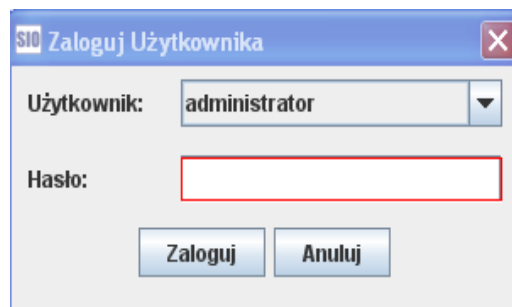 SIO Zaloguj Użytkownika
Użytkownik: administrator
Hasło:
Zaloguj Anuluj